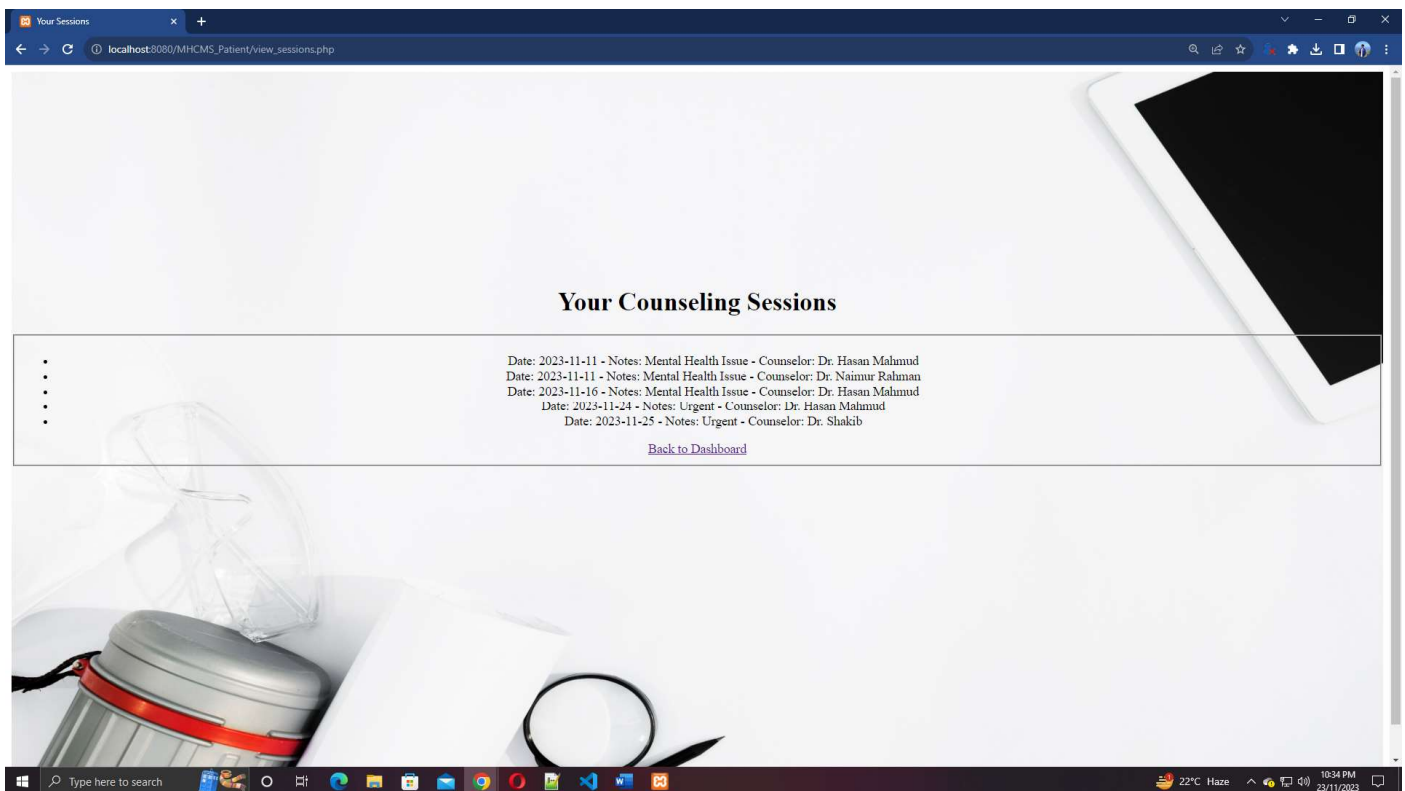 Your Sessions
localhost:8080/MHCMS_Patient/view_sessions.php
Your Counseling Sessions
Date: 2023-11-11 - Notes: Mental Health Issue - Counselor: Dr. Hasan Mahmud
Date: 2023-11-11 - Notes: Mental Health Issue - Counselor: Dr. Naimur Rahman
Date: 2023-11-16 - Notes: Mental Health Issue - Counselor: Dr. Hasan Mahmud
Date: 2023-11-24 - Notes: Urgent - Counselor: Dr. Hasan Mahmud
Date: 2023-11-25 - Notes: Urgent - Counselor: Dr. Shakib
Back to Dashboard
Type here to search
22°C Haze
10:34 PM
23/11/2023